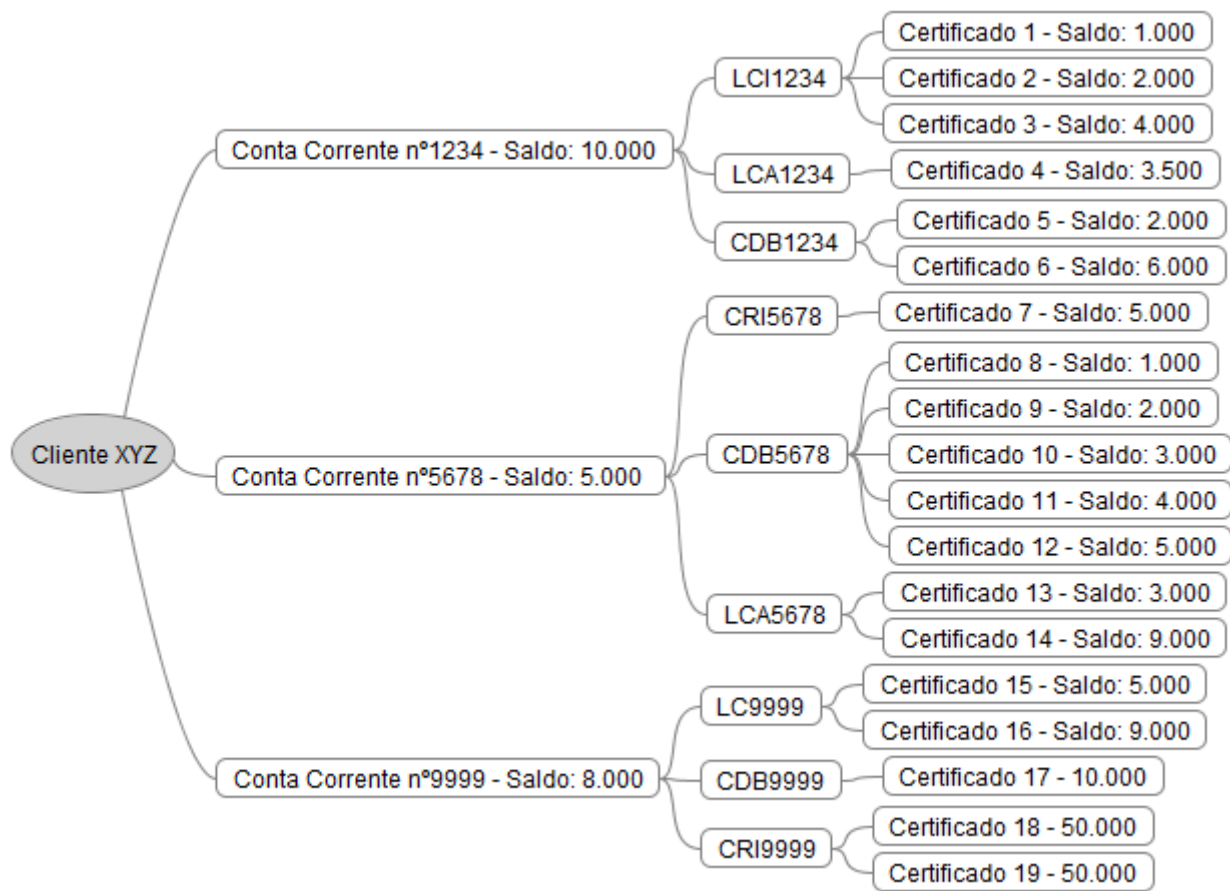 Cliente XYZ
Conta Corrente nº1234 - Saldo: 10.000
LCI1234
Certificado 1 - Saldo: 1.000
Certificado 2 - Saldo: 2.000
Certificado 3 - Saldo: 4.000
LCA1234
Certificado 4 - Saldo: 3.500
CDB1234
Certificado 5 - Saldo: 2.000
Certificado 6 - Saldo: 6.000
Conta Corrente nº5678 - Saldo: 5.000
CRI5678
Certificado 7 - Saldo: 5.000
CDB5678
Certificado 8 - Saldo: 1.000
Certificado 9 - Saldo: 2.000
Certificado 10 - Saldo: 3.000
Certificado 11 - Saldo: 4.000
Certificado 12 - Saldo: 5.000
LCA5678
Certificado 13 - Saldo: 3.000
Certificado 14 - Saldo: 9.000
Conta Corrente nº9999 - Saldo: 8.000
LC9999
Certificado 15 - Saldo: 5.000
Certificado 16 - Saldo: 9.000
CDB9999
Certificado 17 - 10.000
CRI9999
Certificado 18 - 50.000
Certificado 19 - 50.000